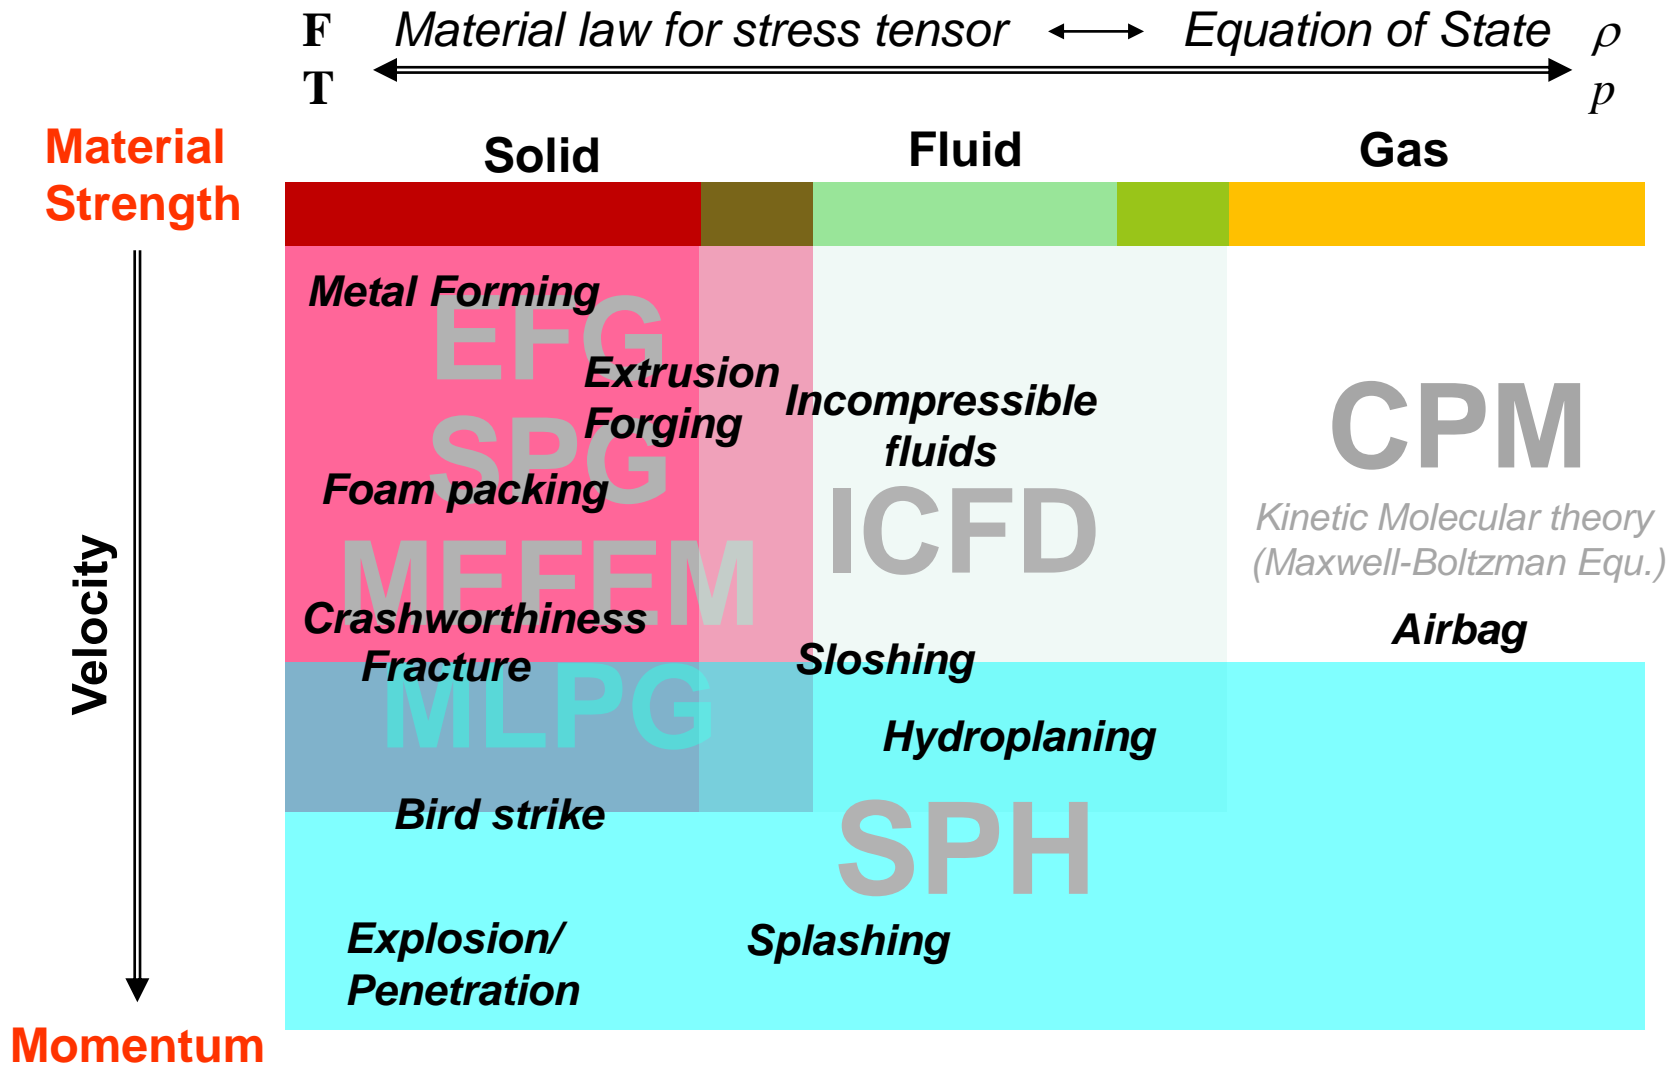 F Material law for stress tensor Equation of State ρ
T p
Material
Strength
Solid Fluid Gas
Metal Forming
EFG
Extrusion
Forging
SPG
Foam packing
MEFEM
Crashworthiness
Fracture
MLPG
Incompressible
fluids
ICFD
CPM
Kinetic Molecular theory
(Maxwell-Boltzman Equ.)
Airbag
Sloshing
Hydroplaning
Velocity
Bird strike
SPH
Explosion/
Penetration
Splashing
Momentum